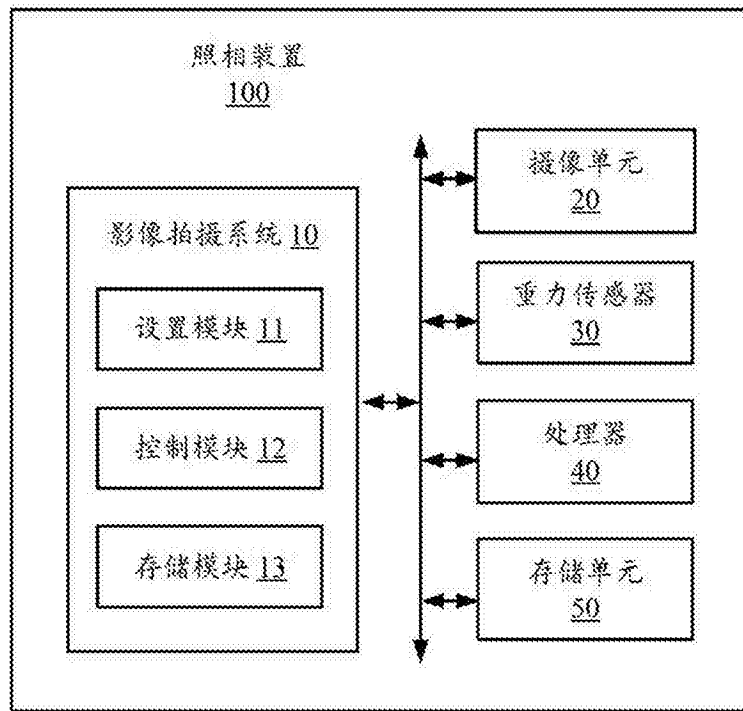 照相装置
100
影像拍摄系统 10
设置模块 11
控制模块 12
存储模块 13
摄像单元
20
重力传感器
30
处理器
40
存储单元
50